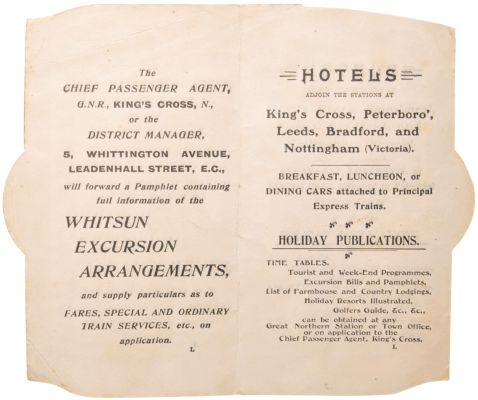 The
CHIEF PASSENGER AGENT,
G.N.R., KING'S CROSS, N.,
or the
DISTRICT MANAGER,
5, WHITTINGTON AVENUE,
LEADENHALL STREET, E.C.,
will forward a Pamphlet containing
full information of the
WHITSUN
EXCURSION
ARRANGEMENTS,
and supply particulars as to
FARES, SPECIAL AND ORDINARY
TRAIN SERVICES, etc., on
application.
L
HOTELS
ADJOIN THE STATIONS AT
King's Cross, Peterboro',
Leeds, Bradford, and
Nottingham (Victoria).
BREAKFAST, LUNCHEON, or
DINING CARS attached to Principal
Express Trains.
HOLIDAY PUBLICATIONS.
TIME TABLES.
Tourist and Week-End Programmes,
Excursion Bills and Pamphlets,
List of Farmhouse and Country Lodgings,
Holiday Resorts Illustrated,
Golfers Guide, &c., &c.,
can be obtained at any
Great Northern Station or Town Office,
or on application to the
Chief Passenger Agent, King's Cross.
L